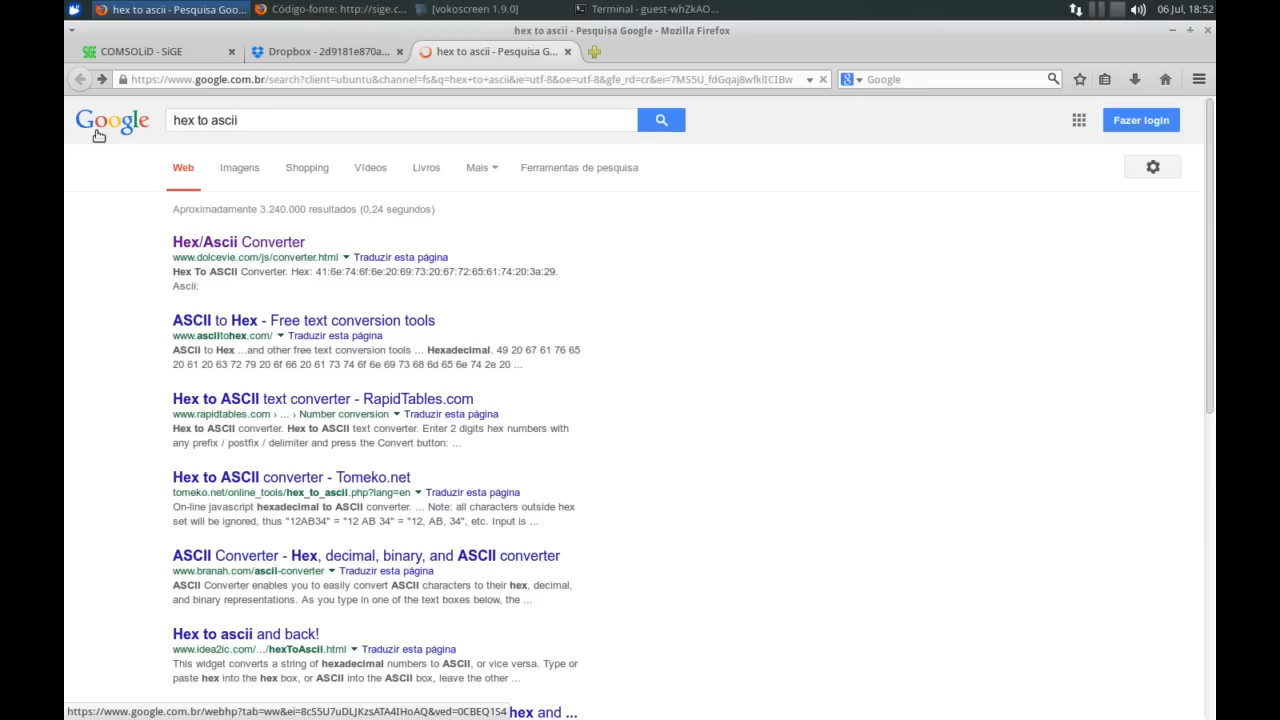 hex to ascii - Pesquisa Goo...
Código-fonte: http://sige.c...
[vokoscreen 1.9.0]
Terminal - guest-whZkAO...
06 Jul, 18:52
hex to ascii - Pesquisa Google - Mozilla Firefox
COMSOLiD - SiGE
Dropbox - 2d9181e870a...
hex to ascii - Pesquisa G...
https://www.google.com.br/search?client=ubuntu&channel=fs&q=hex+to+ascii&ie=utf-8&oe=utf-8&gfe_rd=cr&ei=7MS5U_fdGqaj8wfklICIBw
Google
Google
hex to ascii
Fazer login
Web
Imagens
Shopping
Vídeos
Livros
Mais
Ferramentas de pesquisa
Aproximadamente 3.240.000 resultados (0,24 segundos)
Hex/Ascii Converter
www.dolcevie.com/js/converter.html Traduzir esta página
Hex To ASCII Converter. Hex: 41:6e:74:6f:6e:20:69:73:20:67:72:65:61:74:20:3a:29.
Ascii:
ASCII to Hex - Free text conversion tools
www.asciitohex.com/ Traduzir esta página
ASCII to Hex ...and other free text conversion tools ... Hexadecimal. 49 20 67 61 76 65
20 61 20 63 72 79 20 6f 66 20 61 73 74 6f 6e 69 73 68 6d 65 6e 74 2e 20 ...
Hex to ASCII text converter - RapidTables.com
www.rapidtables.com › ... › Number conversion Traduzir esta página
Hex to ASCII converter. Hex to ASCII text converter. Enter 2 digits hex numbers with
any prefix / postfix / delimiter and press the Convert button: ...
Hex to ASCII converter - Tomeko.net
tomeko.net/online_tools/hex_to_ascii.php?lang=en Traduzir esta página
On-line javascript hexadecimal to ASCII converter. ... Note: all characters outside hex
set will be ignored, thus "12AB34" = "12 AB 34" = "12, AB, 34", etc. Input is ...
ASCII Converter - Hex, decimal, binary, and ASCII converter
www.branah.com/ascii-converter Traduzir esta página
ASCII Converter enables you to easily convert ASCII characters to their hex, decimal,
and binary representations. As you type in one of the text boxes below, the ...
Hex to ascii and back!
www.idea2ic.com/.../hexToAscii.html Traduzir esta página
This widget converts a string of hexadecimal numbers to ASCII, or vice versa. Type or
paste hex into the hex box, or ASCII into the ASCII box, leave the other ...
https://www.google.com.br/webhp?tab=ww&ei=8cS5U7uDLJKzsATA4IHoAQ&ved=0CBEQ1S4
hex and ...